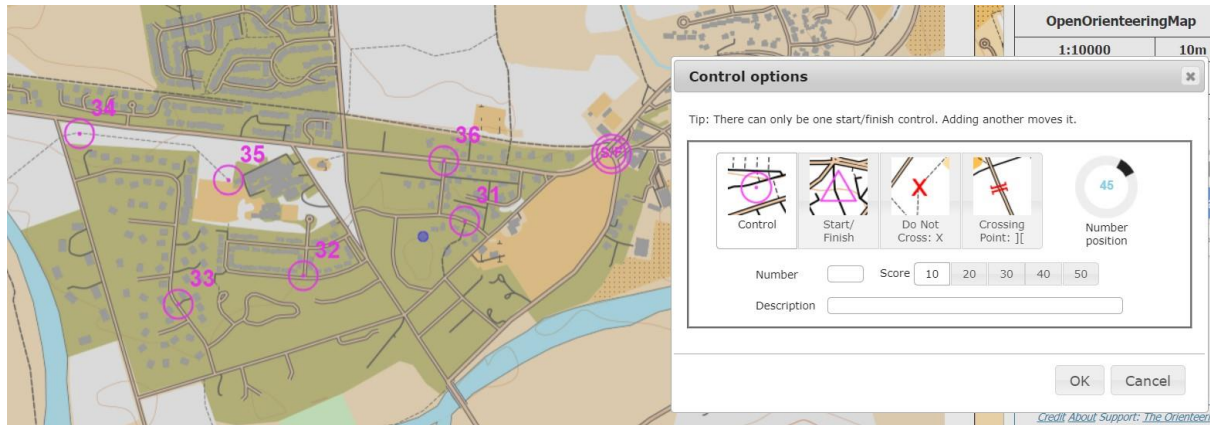 34
35
36
S-F
31
32
33
OpenOrienteeringMap
1:10000 10m
Control options
Tip: There can only be one start/finish control. Adding another moves it.
Control
Start/
Finish
Do Not
Cross: X
Crossing
Point: ][
45
Number
position
Number Score 10 20 30 40 50
Description
OK Cancel
Credit About Support: The Orienteeri